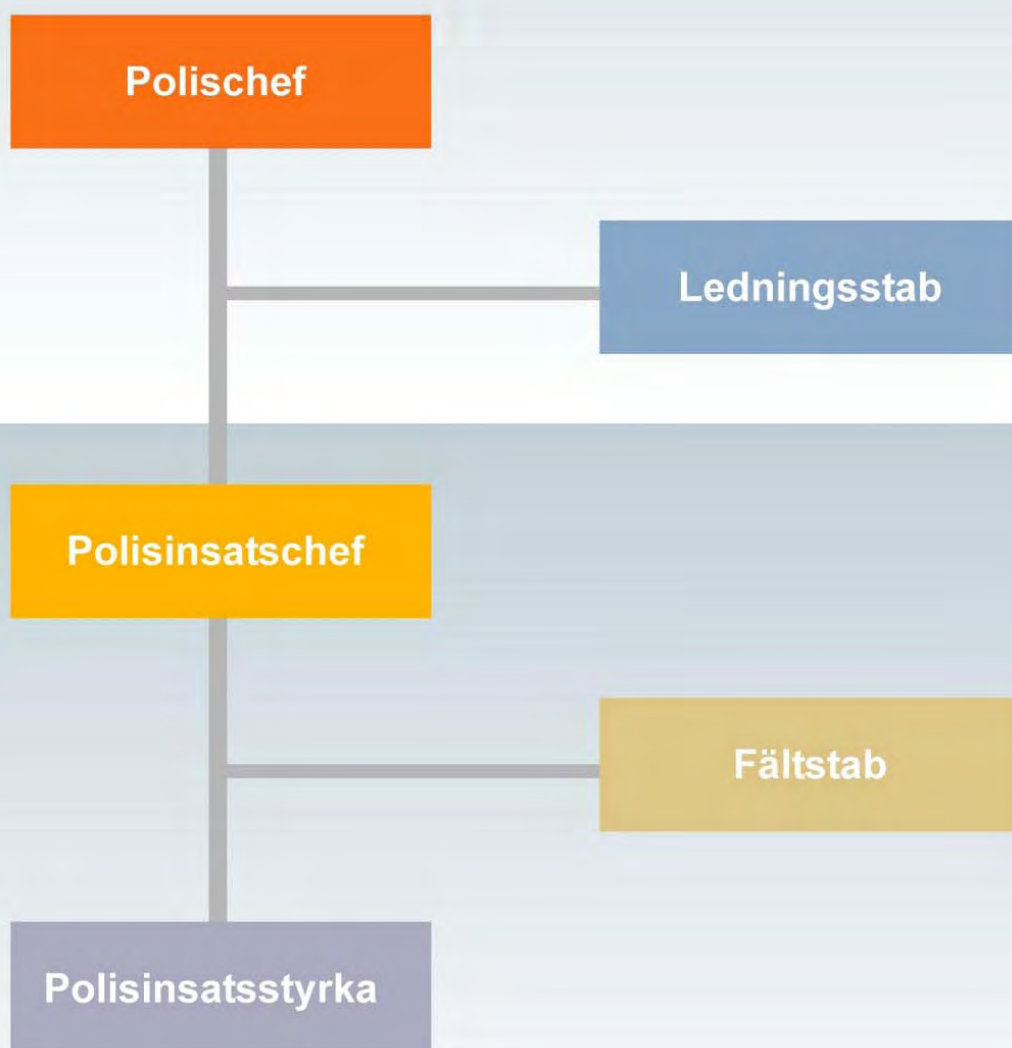 Polischef
Ledningsstab
Polisinsatschef
Fältstab
Polisinsatsstyrka